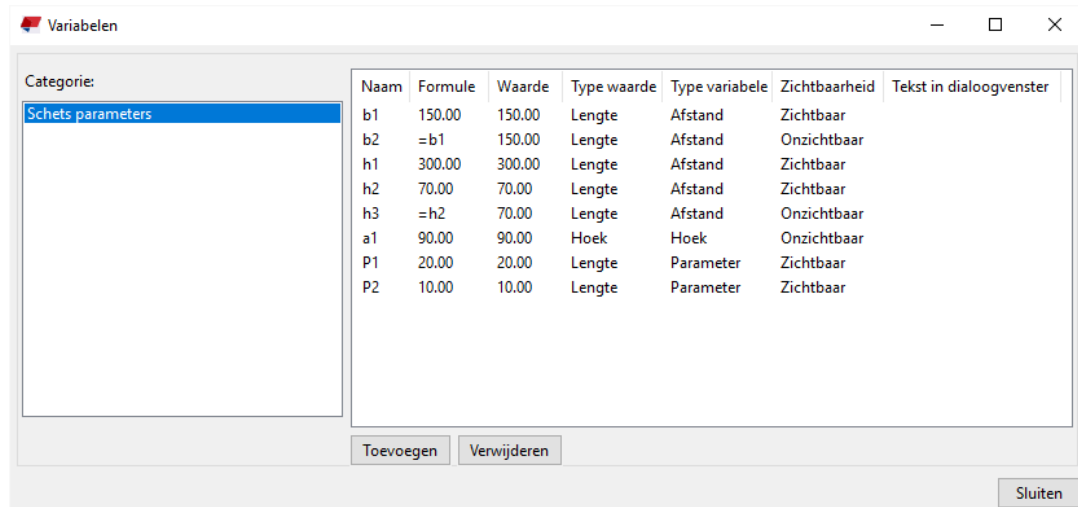 Variabelen
Categorie:
Schets parameters
Naam Formule Waarde Type waarde Type variabele Zichtbaarheid Tekst in dialoogvenster
b1 150.00 150.00 Lengte Afstand Zichtbaar
b2 =b1 150.00 Lengte Afstand Onzichtbaar
h1 300.00 300.00 Lengte Afstand Zichtbaar
h2 70.00 70.00 Lengte Afstand Zichtbaar
h3 =h2 70.00 Lengte Afstand Onzichtbaar
a1 90.00 90.00 Hoek Hoek Onzichtbaar
P1 20.00 20.00 Lengte Parameter Zichtbaar
P2 10.00 10.00 Lengte Parameter Zichtbaar
Toevoegen Verwijderen
Sluiten